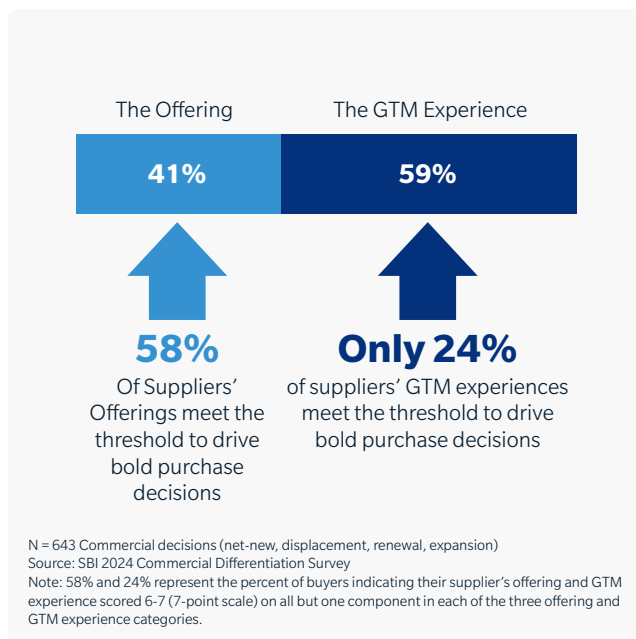 The Offering
The GTM Experience
41%
59%
58%
Of Suppliers’
Offerings meet the
threshold to drive
bold purchase
decisions
Only 24%
of suppliers’ GTM experiences
meet the threshold to drive
bold purchase decisions
N = 643 Commercial decisions (net-new, displacement, renewal, expansion)
Source: SBI 2024 Commercial Differentiation Survey
Note: 58% and 24% represent the percent of buyers indicating their supplier’s offering and GTM
experience scored 6-7 (7-point scale) on all but one component in each of the three offering and
GTM experience categories.